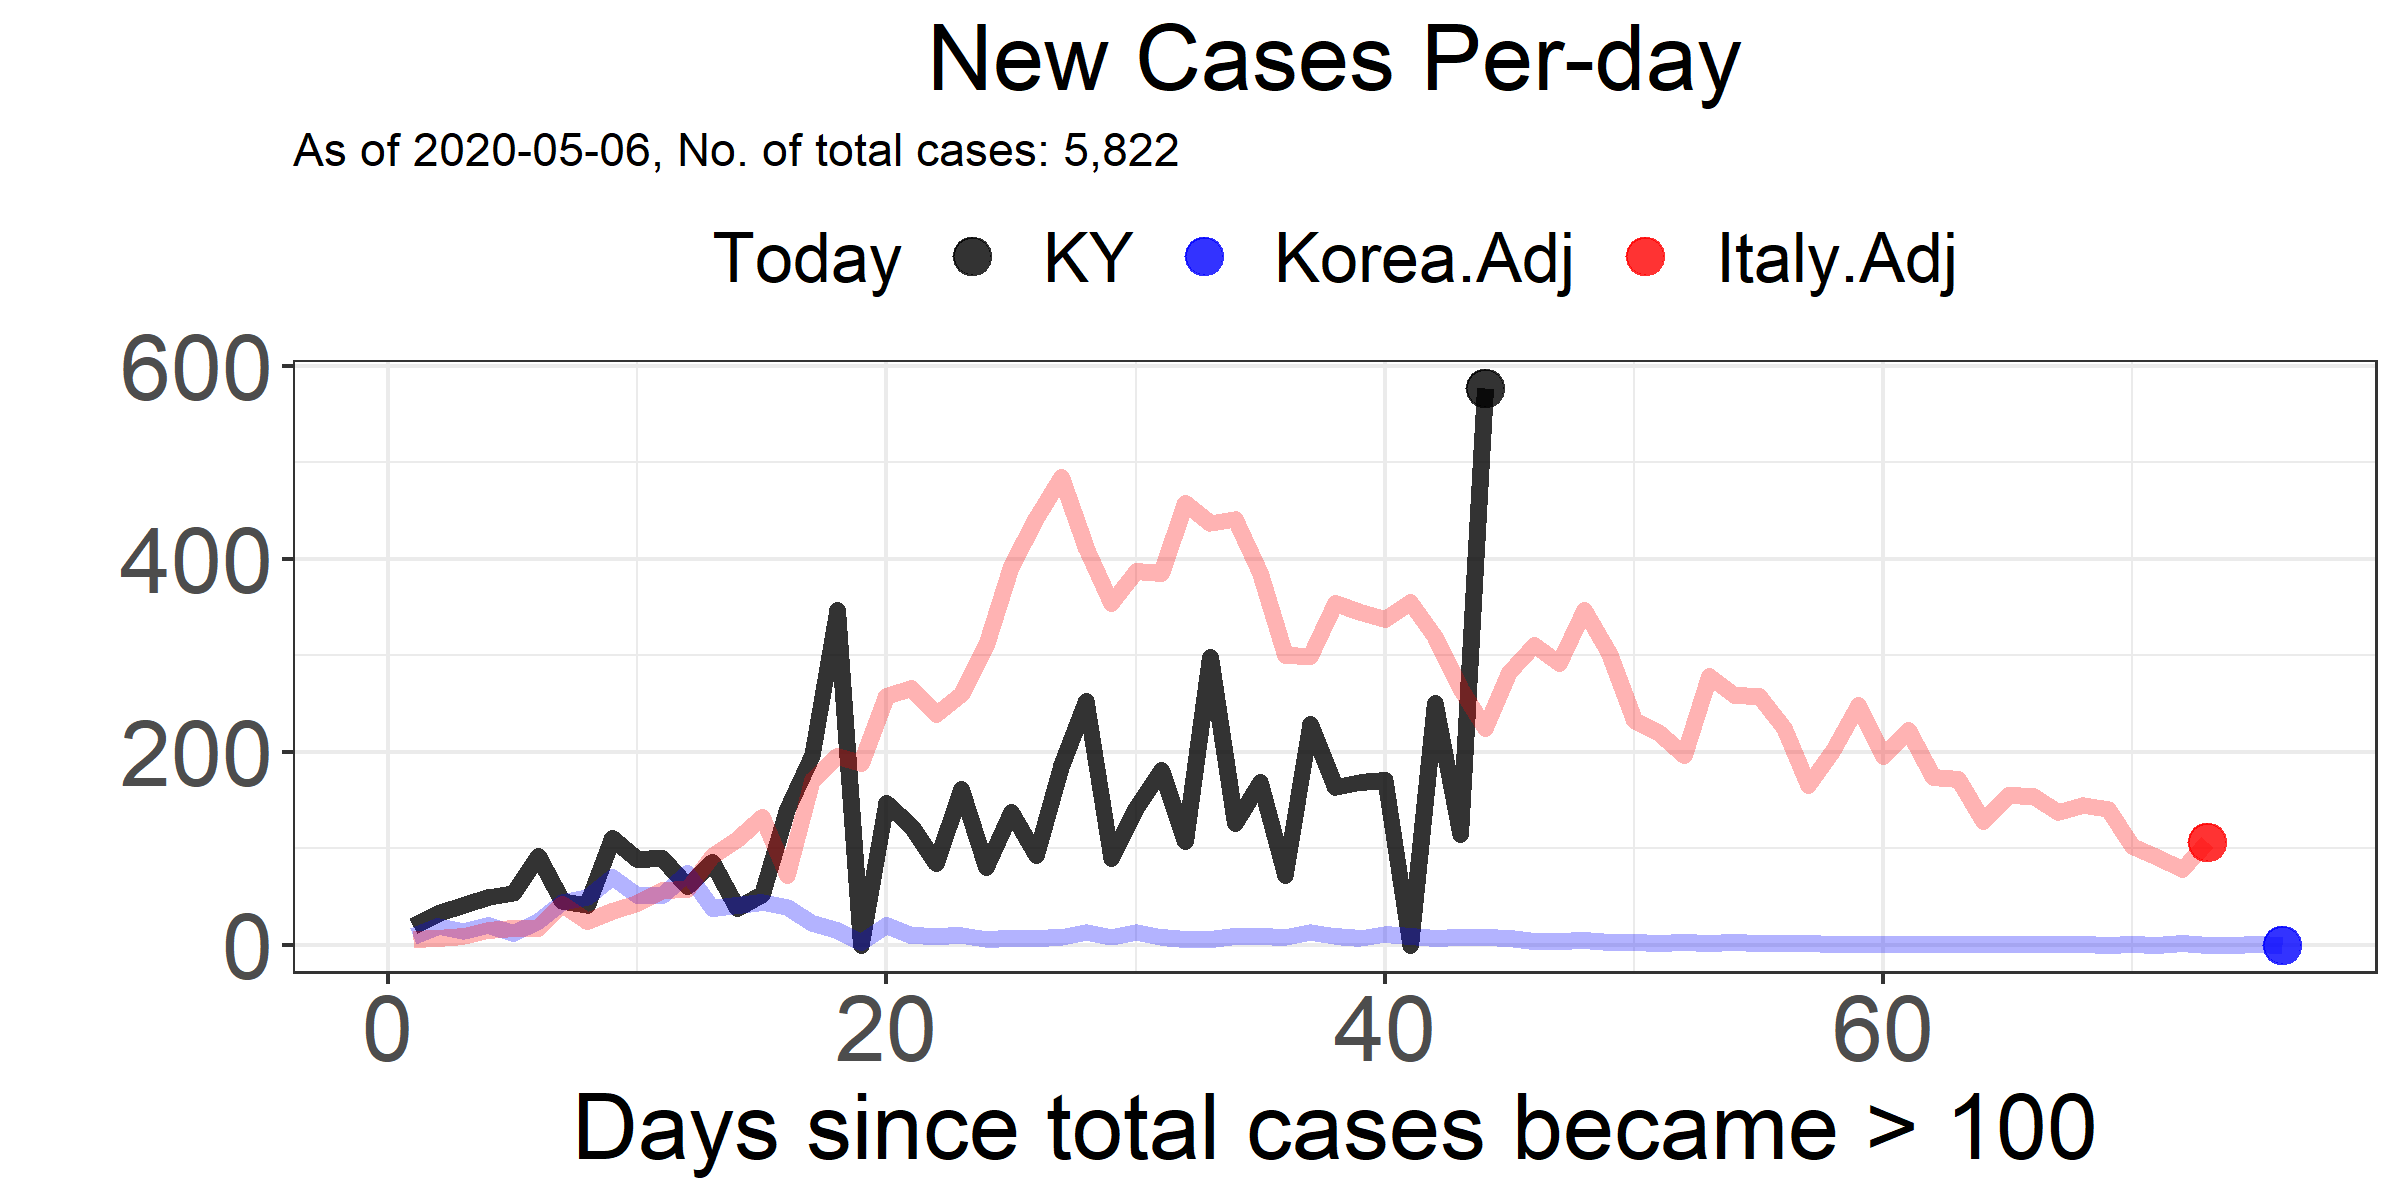 New Cases Per-day
As of 2020-05-06, No. of total cases: 5,822
Today KY Korea.Adj Italy.Adj
600
400
200
0
0 20 40 60
Days since total cases became > 100